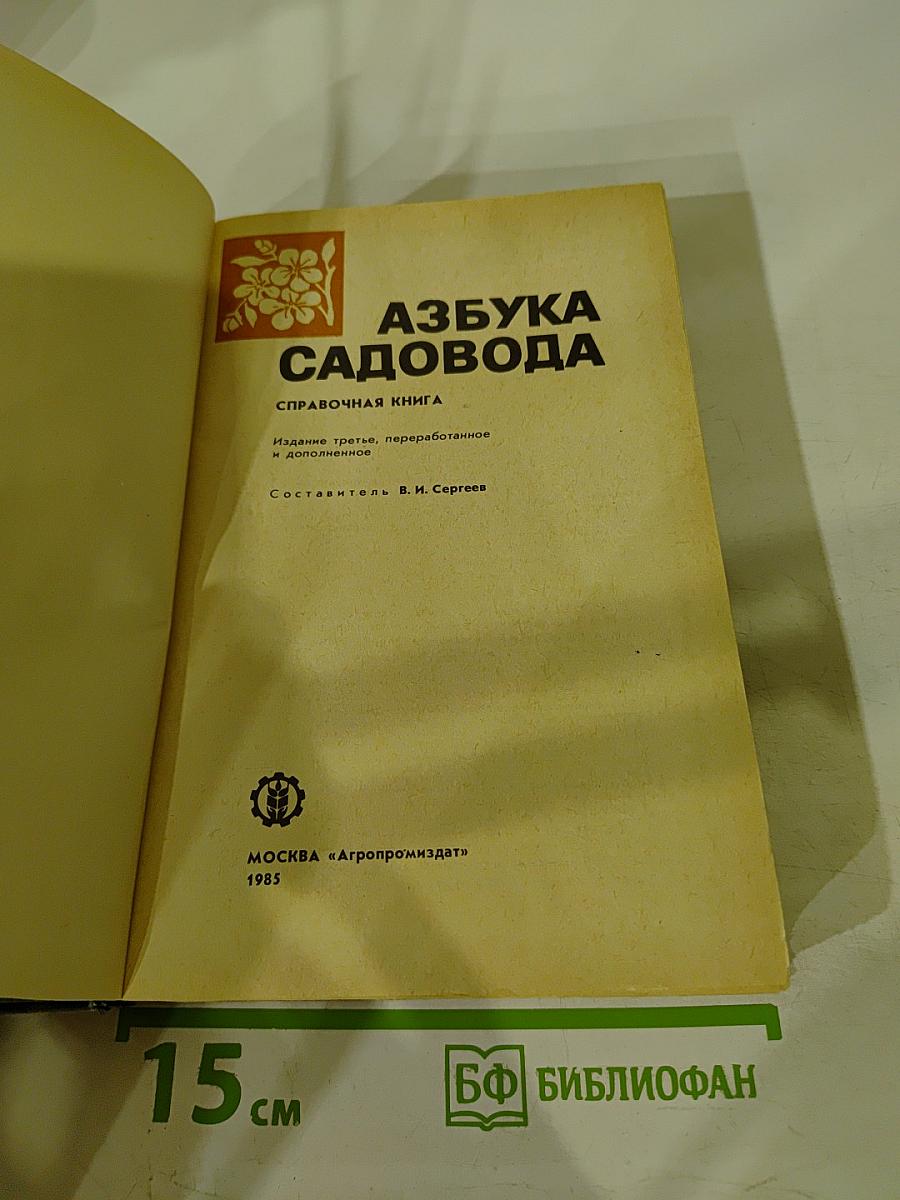 АЗБУКА
САДОВОДА
СПРАВОЧНАЯ КНИГА
Издание третье, переработанное
и дополненное
Составитель В. И. Сергеев
МОСКВА «Агропромиздат»
1985
15 см
БФ БИБЛИОФАН